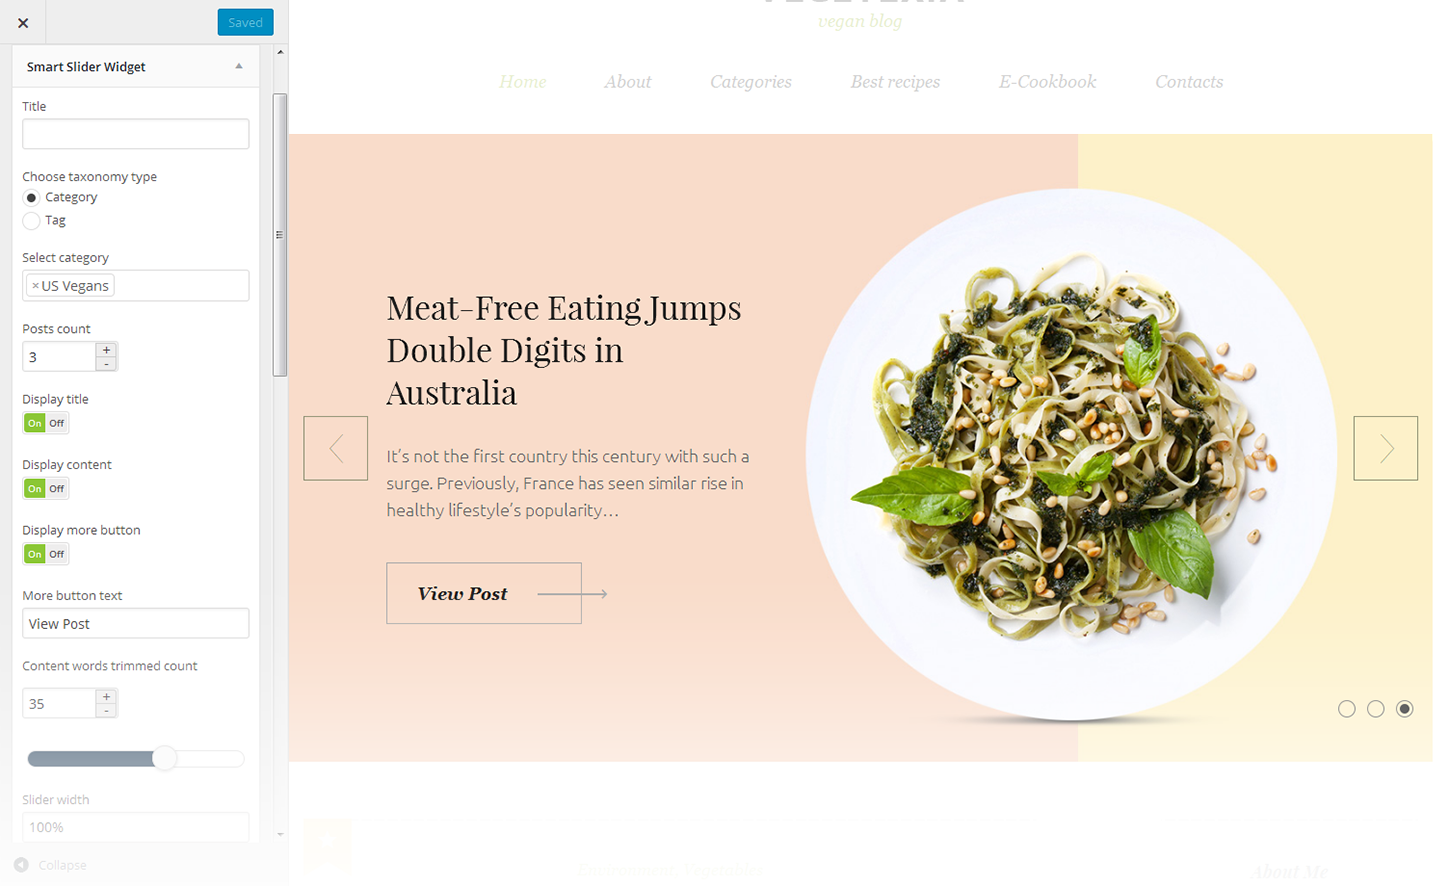 Saved
Smart Slider Widget
Title
Choose taxonomy type
Category
Tag
Select category
× US Vegans
Posts count
3
+
-
Display title
On Off
Display content
On Off
Display more button
On Off
More button text
View Post
Content words trimmed count
35
+
-
Slider width
100%
Collapse
vegan blog
Home About Categories Best recipes E-Cookbook Contacts
Meat-Free Eating Jumps
Double Digits in
Australia
It's not the first country this century with such a
surge. Previously, France has seen similar rise in
healthy lifestyle's popularity…
View Post
Environment, Vegetables
About Me